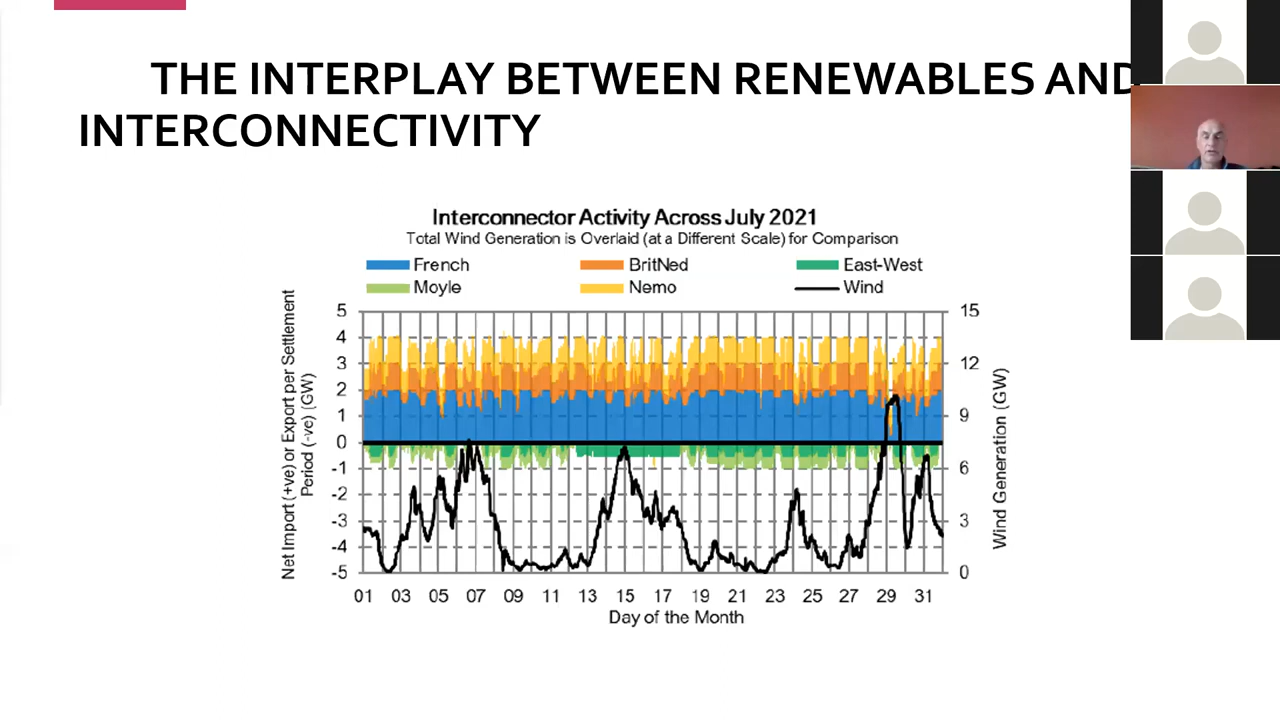 THE INTERPLAY BETWEEN RENEWABLES AND
INTERCONNECTIVITY
Interconnector Activity Across July 2021
Total Wind Generation is Overlaid (at a Different Scale) for Comparison
French
BritNed
East-West
Moyle
Nemo
Wind
Net Import (+ve) or Export per Settlement
Period (-ve) (GW)
5
4
3
2
1
0
-1
-2
-3
-4
-5
15
12
9
6
3
0
Wind Generation (GW)
01 03 05 07 09 11 13 15 17 19 21 23 25 27 29 31
Day of the Month